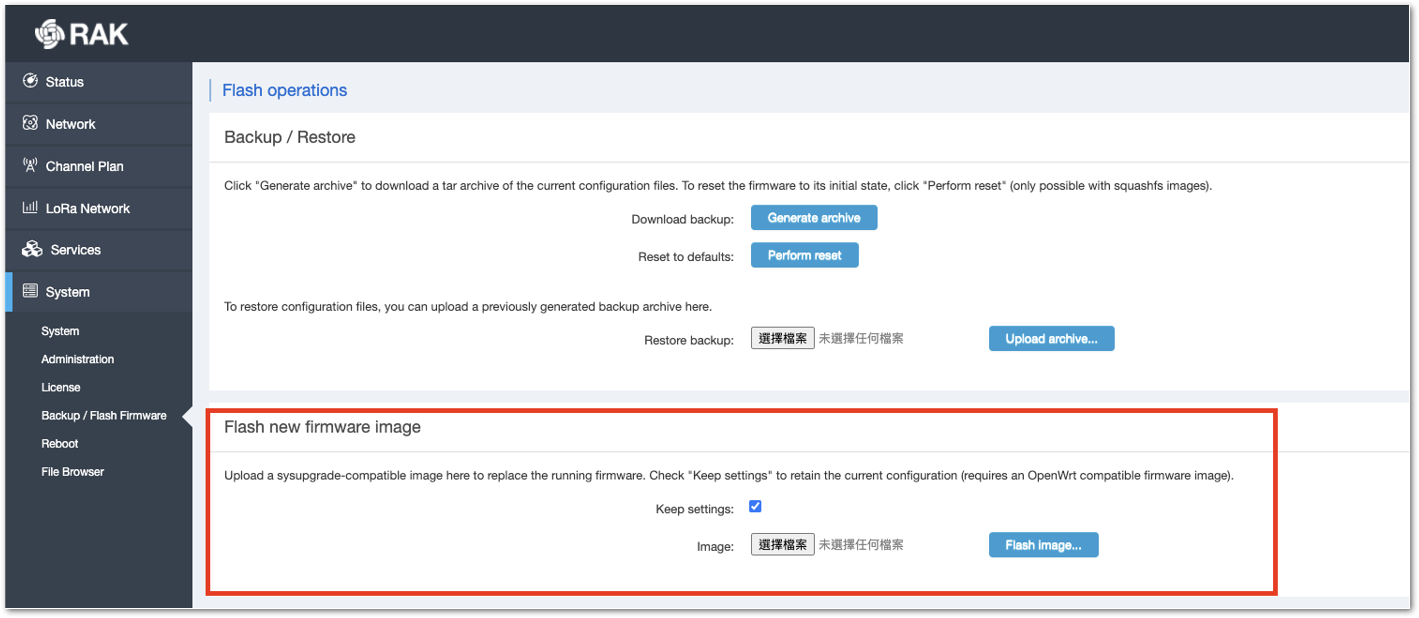 RAK
Status
Network
Channel Plan
LoRa Network
Services
System
System
Administration
License
Backup / Flash Firmware
Reboot
File Browser
Flash operations
Backup / Restore
Click "Generate archive" to download a tar archive of the current configuration files. To reset the firmware to its initial state, click "Perform reset" (only possible with squashfs images).
Download backup: Generate archive
Reset to defaults: Perform reset
To restore configuration files, you can upload a previously generated backup archive here.
Restore backup: 選擇檔案 未選擇任何檔案 Upload archive...
Flash new firmware image
Upload a sysupgrade-compatible image here to replace the running firmware. Check "Keep settings" to retain the current configuration (requires an OpenWrt compatible firmware image).
Keep settings:
Image: 選擇檔案 未選擇任何檔案 Flash image...